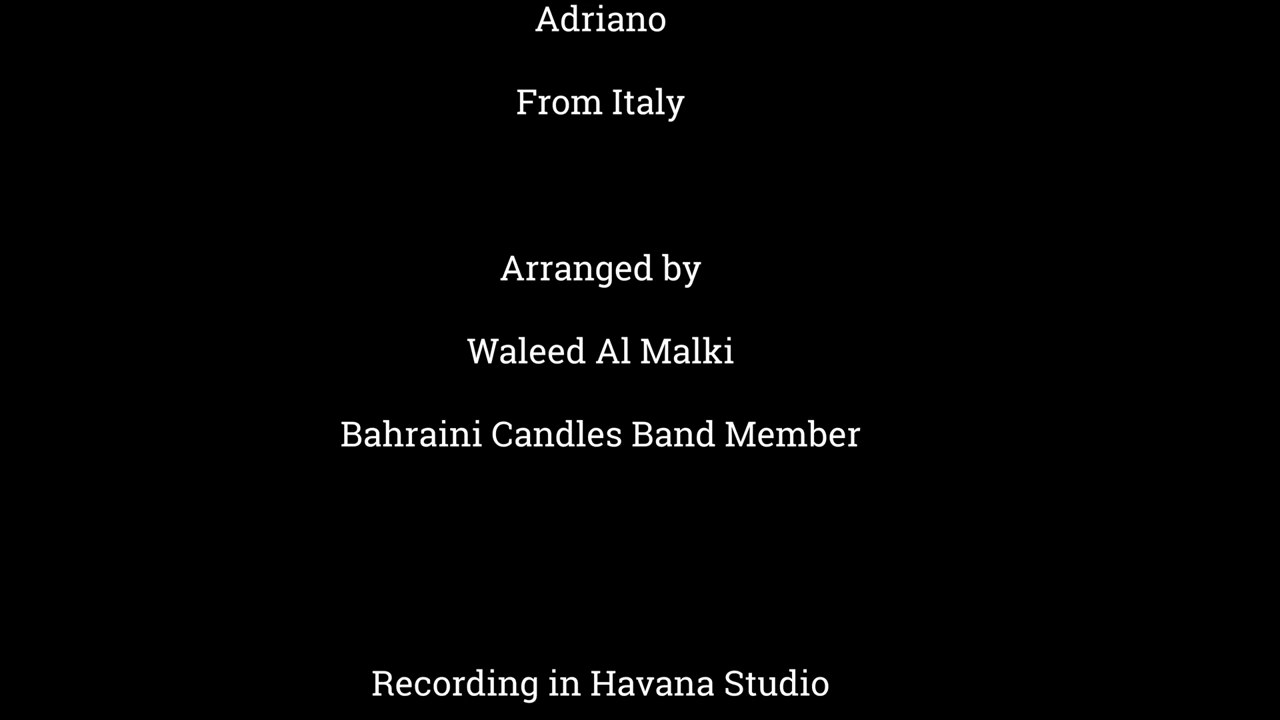 Adriano
From Italy
Arranged by
Waleed Al Malki
Bahraini Candles Band Member
Recording in Havana Studio